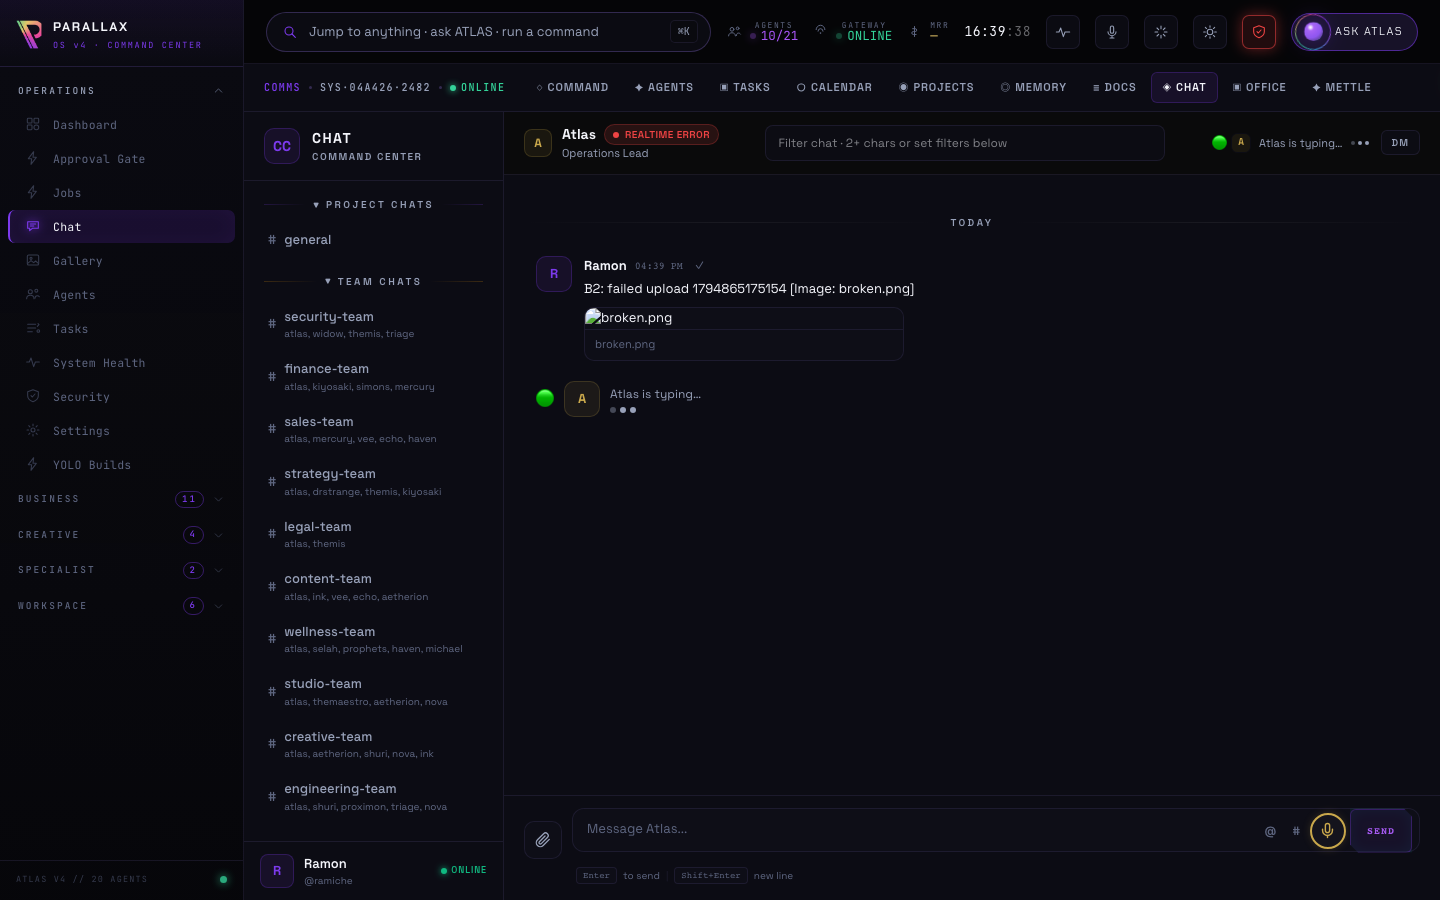 PARALLAX
OS v4 · COMMAND CENTER
Jump to anything · ask ATLAS · run a command
⌘K
AGENTS
10/21
GATEWAY
ONLINE
MRR
—
16:39:38
ASK ATLAS
OPERATIONS
Dashboard
Approval Gate
Jobs
Chat
Gallery
Agents
Tasks
System Health
Security
Settings
YOLO Builds
BUSINESS 11
CREATIVE 4
SPECIALIST 2
WORKSPACE 6
ATLAS V4 // 20 AGENTS
COMMS · SYS·04A426·2482 · ONLINE
COMMAND
AGENTS
TASKS
CALENDAR
PROJECTS
MEMORY
DOCS
CHAT
OFFICE
METTLE
CC
CHAT
COMMAND CENTER
▼ PROJECT CHATS
# general
▼ TEAM CHATS
# security-team
atlas, widow, themis, triage
# finance-team
atlas, kiyosaki, simons, mercury
# sales-team
atlas, mercury, vee, echo, haven
# strategy-team
atlas, drstrange, themis, kiyosaki
# legal-team
atlas, themis
# content-team
atlas, ink, vee, echo, aetherion
# wellness-team
atlas, selah, prophets, haven, michael
# studio-team
atlas, themaestro, aetherion, nova
# creative-team
atlas, aetherion, shuri, nova, ink
# engineering-team
atlas, shuri, proximon, triage, nova
R
Ramon
@ramiche
ONLINE
A
Atlas
REALTIME ERROR
Operations Lead
Filter chat · 2+ chars or set filters below
A
Atlas is typing...
DM
TODAY
R
Ramon 04:39 PM ✓
B2: failed upload 1794865175154 [Image: broken.png]
broken.png
broken.png
A
Atlas is typing...
Message Atlas...
@ #
SEND
Enter to send | Shift+Enter new line